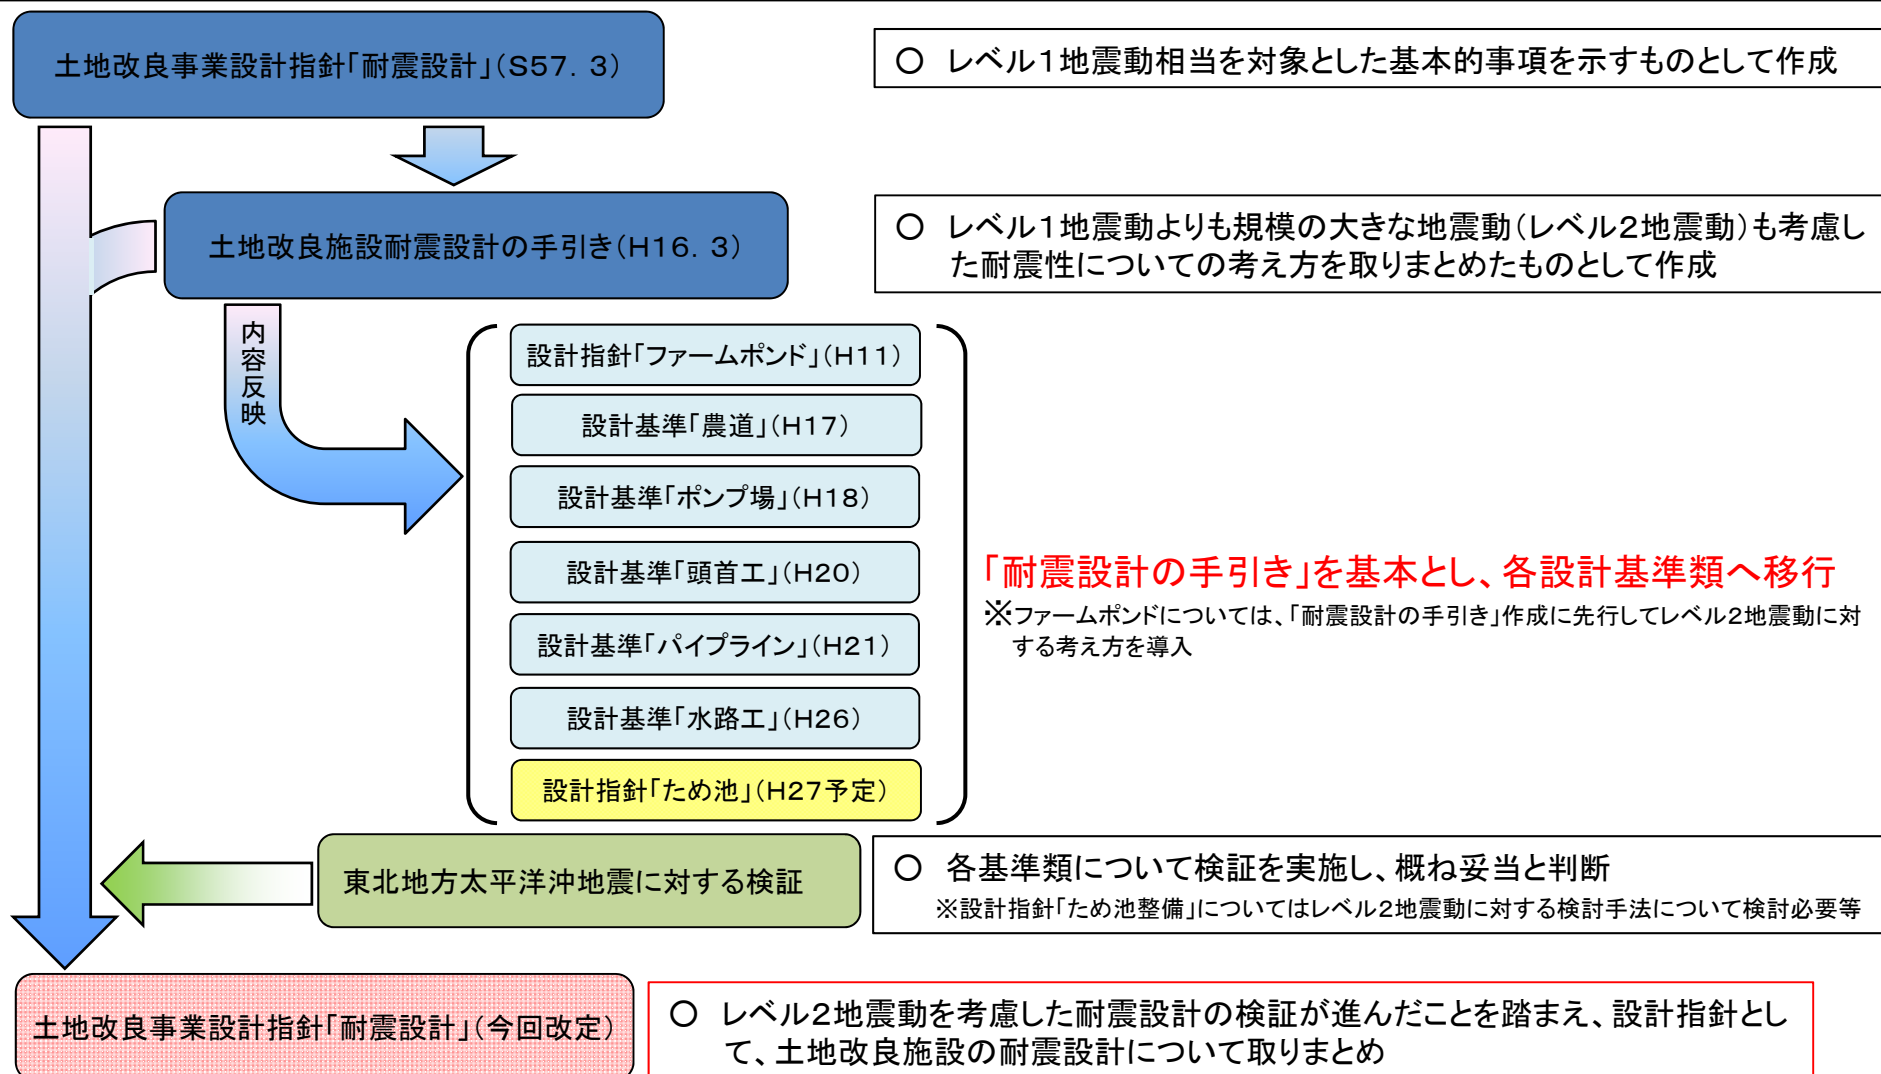 土地改良事業設計指針「耐震設計」(S57．3)
○ レベル1地震動相当を対象とした基本的事項を示すものとして作成
土地改良施設耐震設計の手引き(H16．3)
○ レベル1地震動よりも規模の大きな地震動(レベル2地震動)も考慮し
た耐震性についての考え方を取りまとめたものとして作成
内容反映
設計指針「ファームポンド」(H11)
設計基準「農道」(H17)
設計基準「ポンプ場」(H18)
設計基準「頭首工」(H20)
設計基準「パイプライン」(H21)
設計基準「水路工」(H26)
設計指針「ため池」(H27予定)
「耐震設計の手引き」を基本とし、各設計基準類へ移行
※ファームポンドについては、「耐震設計の手引き」作成に先行してレベル2地震動に対
する考え方を導入
東北地方太平洋沖地震に対する検証
○ 各基準類について検証を実施し、概ね妥当と判断
※設計指針「ため池整備」についてはレベル2地震動に対する検討手法について検討必要等
土地改良事業設計指針「耐震設計」(今回改定)
○ レベル2地震動を考慮した耐震設計の検証が進んだことを踏まえ、設計指針とし
て、土地改良施設の耐震設計について取りまとめ